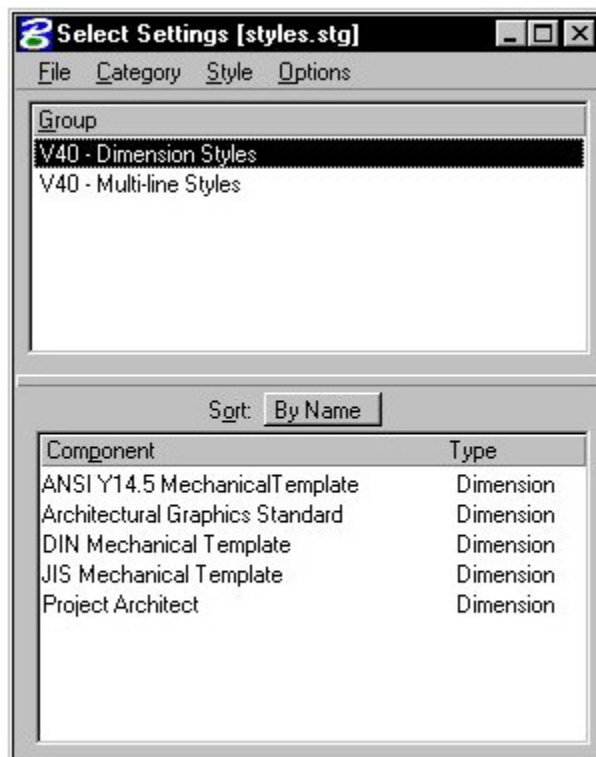 Select Settings [styles.stg]
File Category Style Options
Group
V40 - Dimension Styles
V40 - Multi-line Styles
Sort: By Name
Component Type
ANSI Y14.5 MechanicalTemplate Dimension
Architectural Graphics Standard Dimension
DIN Mechanical Template Dimension
JIS Mechanical Template Dimension
Project Architect Dimension